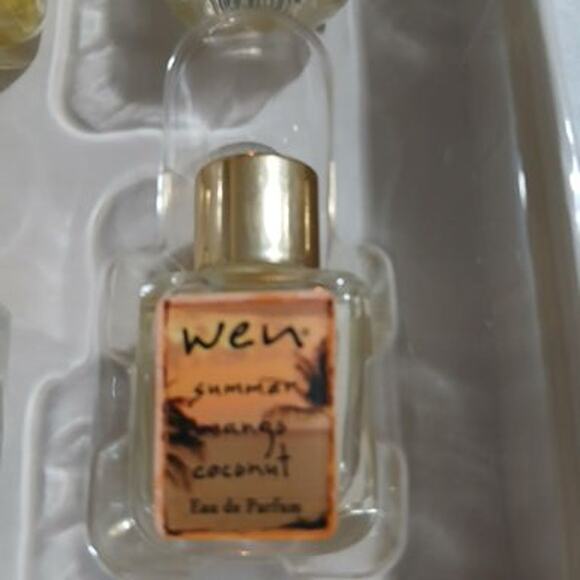 wen®
summer
mango
coconut
Eau de Parfum